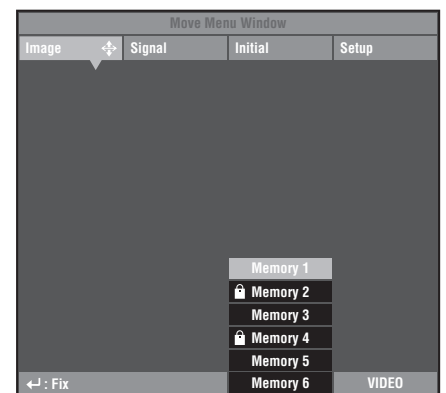 Move Menu Window
Image Signal Initial Setup
Memory 1
Memory 2
Memory 3
Memory 4
Memory 5
↵ : Fix Memory 6 VIDEO